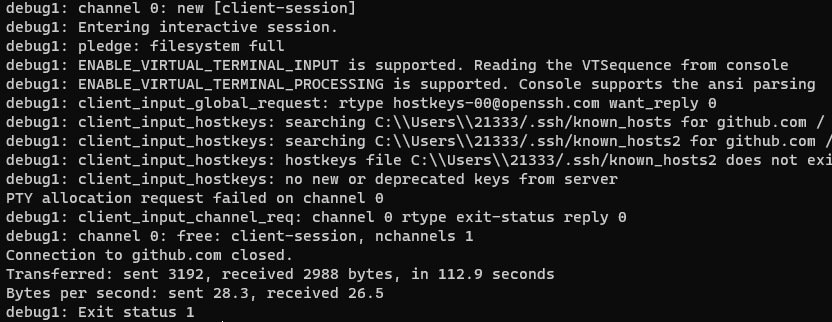 debug1: channel 0: new [client-session]
debug1: Entering interactive session.
debug1: pledge: filesystem full
debug1: ENABLE_VIRTUAL_TERMINAL_INPUT is supported. Reading the VTSequence from console
debug1: ENABLE_VIRTUAL_TERMINAL_PROCESSING is supported. Console supports the ansi parsing
debug1: client_input_global_request: rtype hostkeys-00@openssh.com want_reply 0
debug1: client_input_hostkeys: searching C:\\Users\\21333/.ssh/known_hosts for github.com /
debug1: client_input_hostkeys: searching C:\\Users\\21333/.ssh/known_hosts2 for github.com /
debug1: client_input_hostkeys: hostkeys file C:\\Users\\21333/.ssh/known_hosts2 does not exi
debug1: client_input_hostkeys: no new or deprecated keys from server
PTY allocation request failed on channel 0
debug1: client_input_channel_req: channel 0 rtype exit-status reply 0
debug1: channel 0: free: client-session, nchannels 1
Connection to github.com closed.
Transferred: sent 3192, received 2988 bytes, in 112.9 seconds
Bytes per second: sent 28.3, received 26.5
debug1: Exit status 1